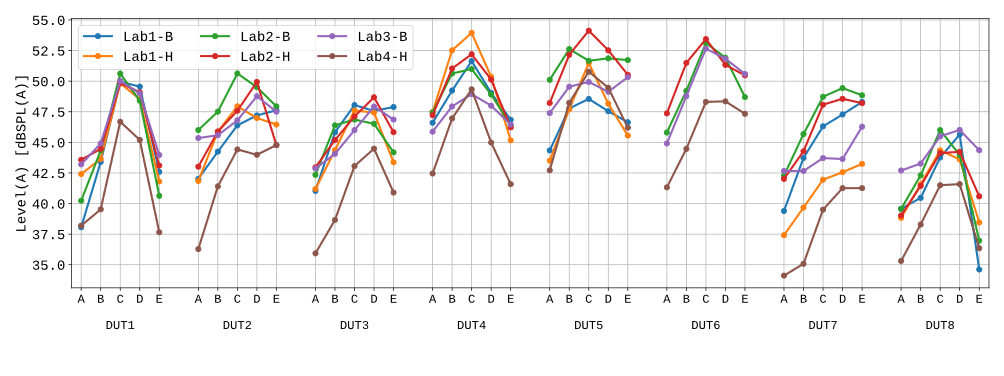 Level(A) [dBSPL(A)]
55.0
52.5
50.0
47.5
45.0
42.5
40.0
37.5
35.0
Lab1-B Lab2-B Lab3-B
Lab1-H Lab2-H Lab4-H
A B C D E A B C D E A B C D E A B C D E A B C D E A B C D E A B C D E A B C D E
DUT1 DUT2 DUT3 DUT4 DUT5 DUT6 DUT7 DUT8